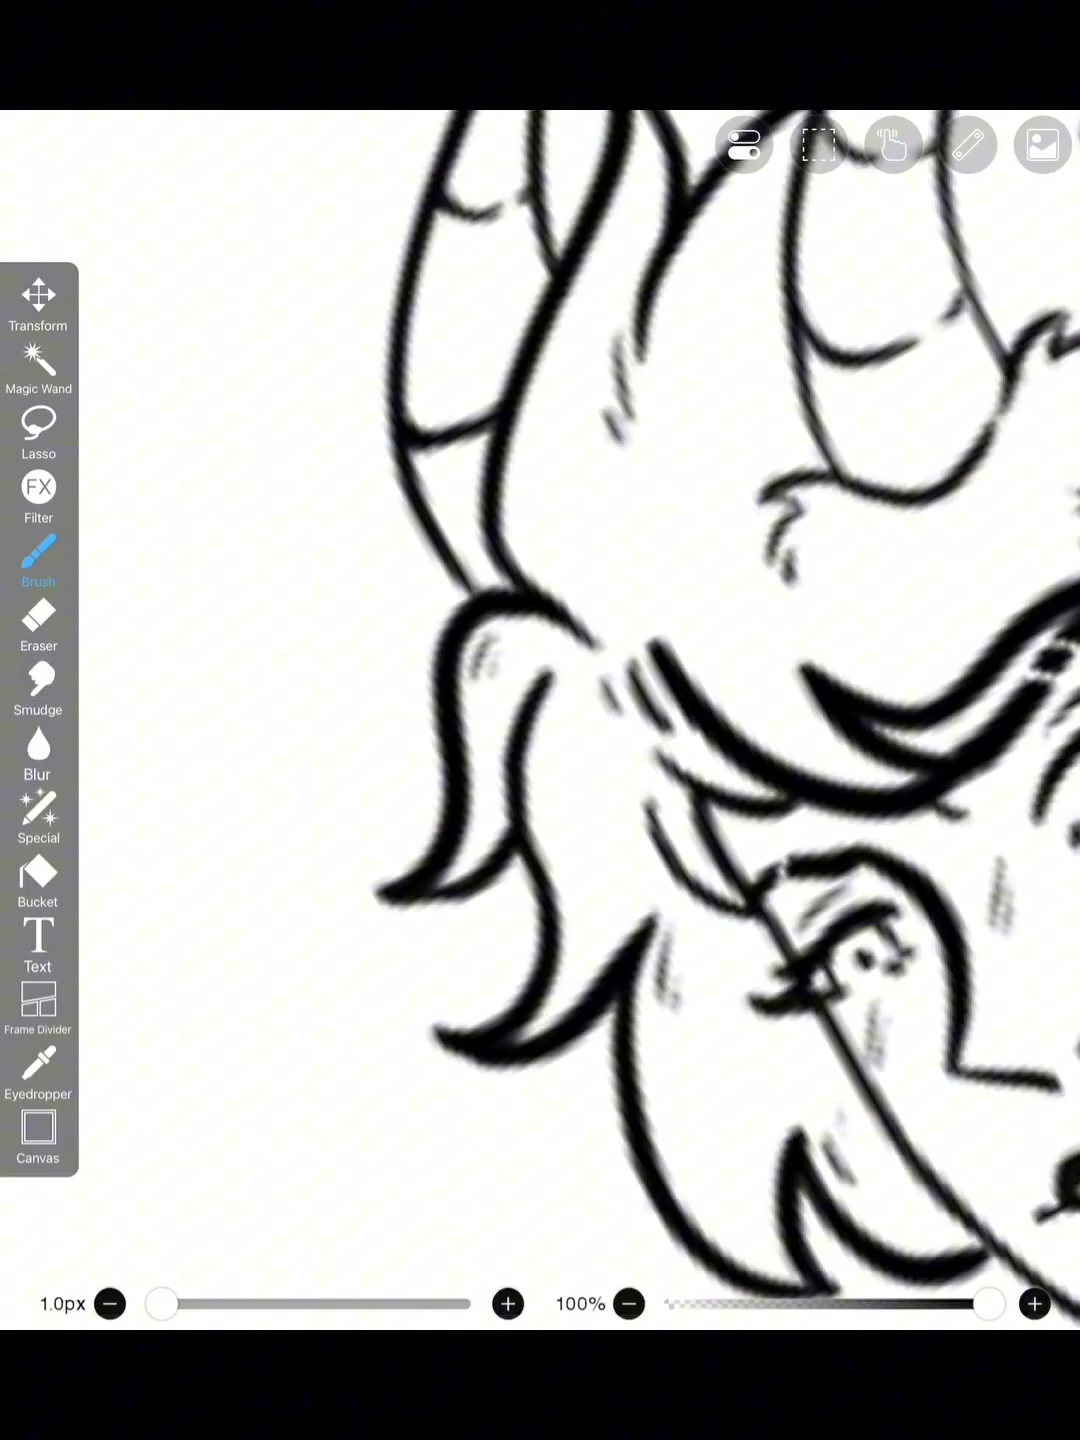 Transform
Magic Wand
Lasso
FX
Filter
Brush
Eraser
Smudge
Blur
Special
Bucket
T
Text
Frame Divider
Eyedropper
Canvas
1.0px
100%